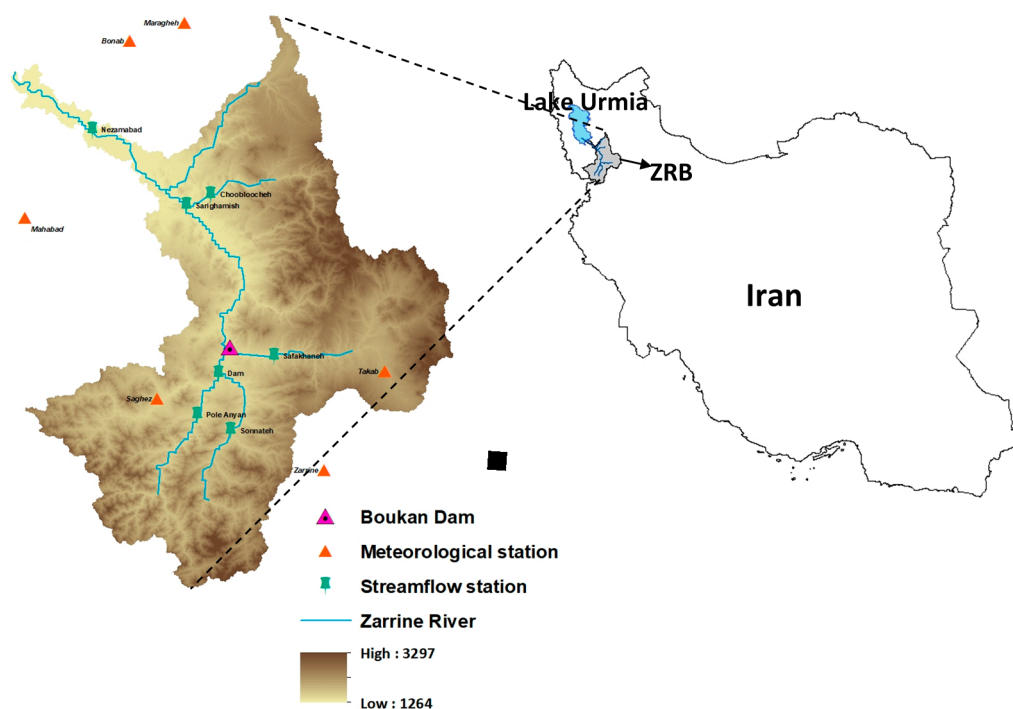 Maragheh
Bonab
Nezamabad
Choobloocheh
Sarighamish
Mahabad
Safakhaneh
Dam
Takab
Saghez
Pole Anyan
Sonnateh
Zarrine
Lake Urmia
ZRB
Iran
Boukan Dam
Meteorological station
Streamflow station
Zarrine River
High : 3297
Low : 1264